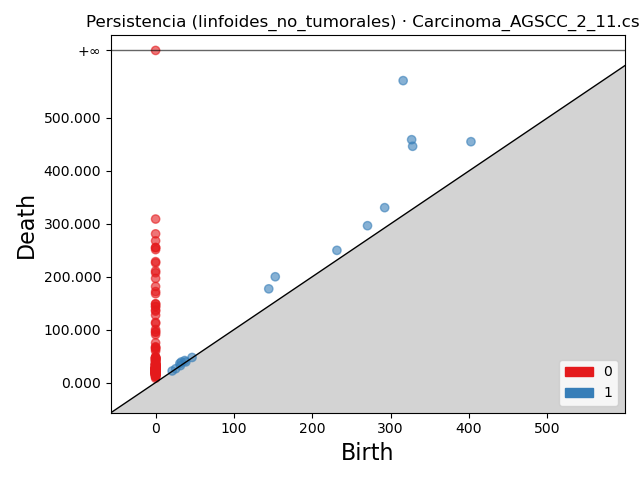 Persistencia (linfoides_no_tumorales) · Carcinoma_AGSCC_2_11.cs
+∞
500.000
400.000
300.000
200.000
100.000
0.000
Death
0
1
0 100 200 300 400 500
Birth